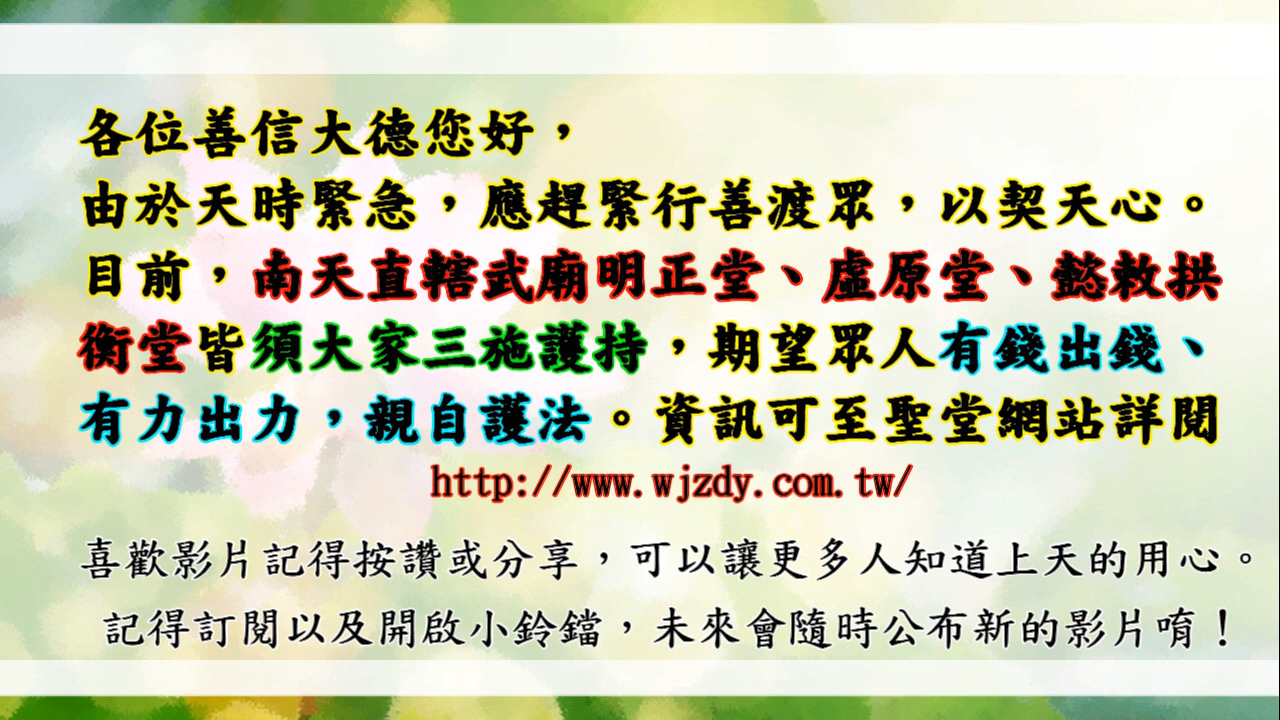 各位善信大德您好，
由於天時緊急，應趕緊行善渡眾，以契天心。
目前，南天直轄武廟明正堂、虛原堂、懿敕拱
衡堂皆須大家三施護持，期望眾人有錢出錢、
有力出力，親自護法。資訊可至聖堂網站詳閱
http://www.wjzdy.com.tw/
喜歡影片記得按讚或分享，可以讓更多人知道上天的用心。
記得訂閱以及開啟小鈴鐺，未來會隨時公布新的影片唷！